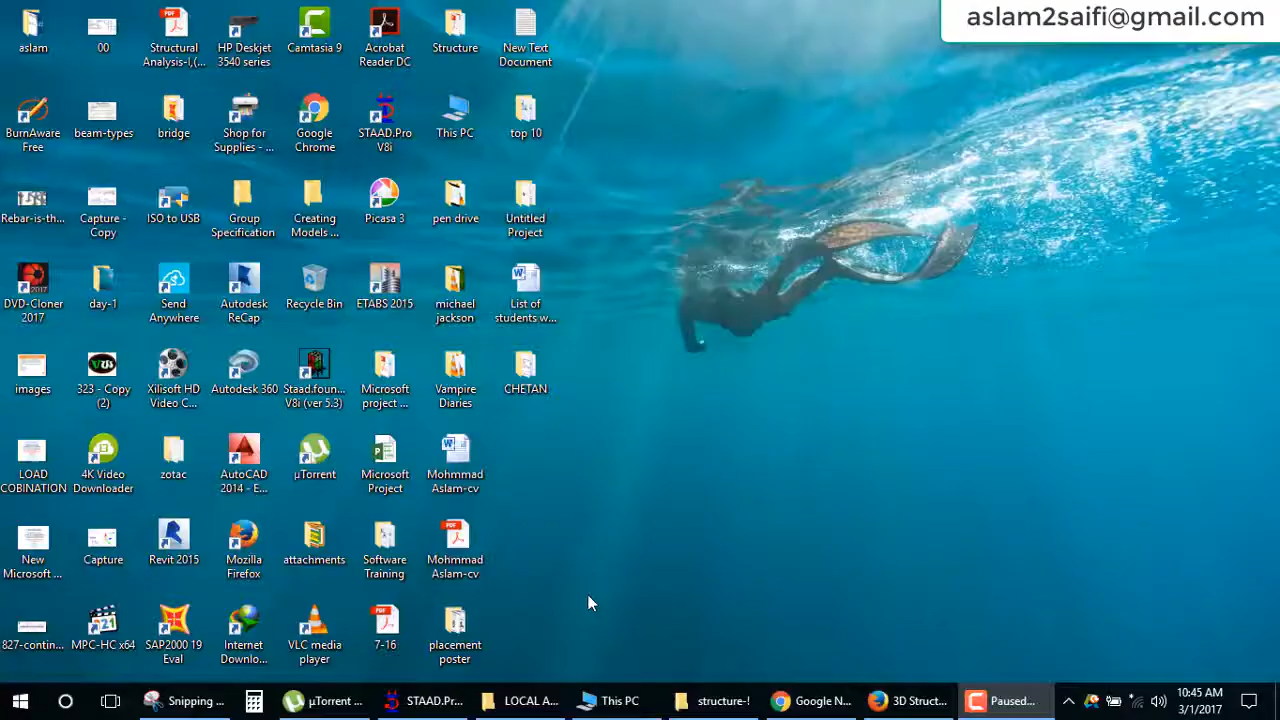 aslam2saifi@gmail.com
aslam
00
Structural
Analysis-I,(...
HP Deskjet
3540 series
Camtasia 9
Acrobat
Reader DC
Structure
New Text
Document
BurnAware
Free
beam-types
bridge
Shop for
Supplies - ...
Google
Chrome
STAAD.Pro
V8i
This PC
top 10
Rebar-is-th...
Capture -
Copy
ISO to USB
Group
Specification
Creating
Models ...
Picasa 3
pen drive
Untitled
Project
DVD-Cloner
2017
day-1
Send
Anywhere
Autodesk
ReCap
Recycle Bin
ETABS 2015
michael
jackson
List of
students w...
images
323 - Copy
(2)
Xilisoft HD
Video C...
Autodesk 360
Staad.foun...
V8i (ver 5.3)
Microsoft
project ...
Vampire
Diaries
CHETAN
LOAD
COBINATION
4K Video
Downloader
zotac
AutoCAD
2014 - E...
µTorrent
Microsoft
Project
Mohmmad
Aslam-cv
New
Microsoft ...
Capture
Revit 2015
Mozilla
Firefox
attachments
Software
Training
Mohmmad
Aslam-cv
827-contin...
MPC-HC x64
SAP2000 19
Eval
Internet
Downlo...
VLC media
player
7-16
placement
poster
Snipping ...
µTorrent ...
STAAD.Pr...
LOCAL A...
This PC
structure-!
Google N...
3D Struct...
Paused...
10:45 AM
3/1/2017